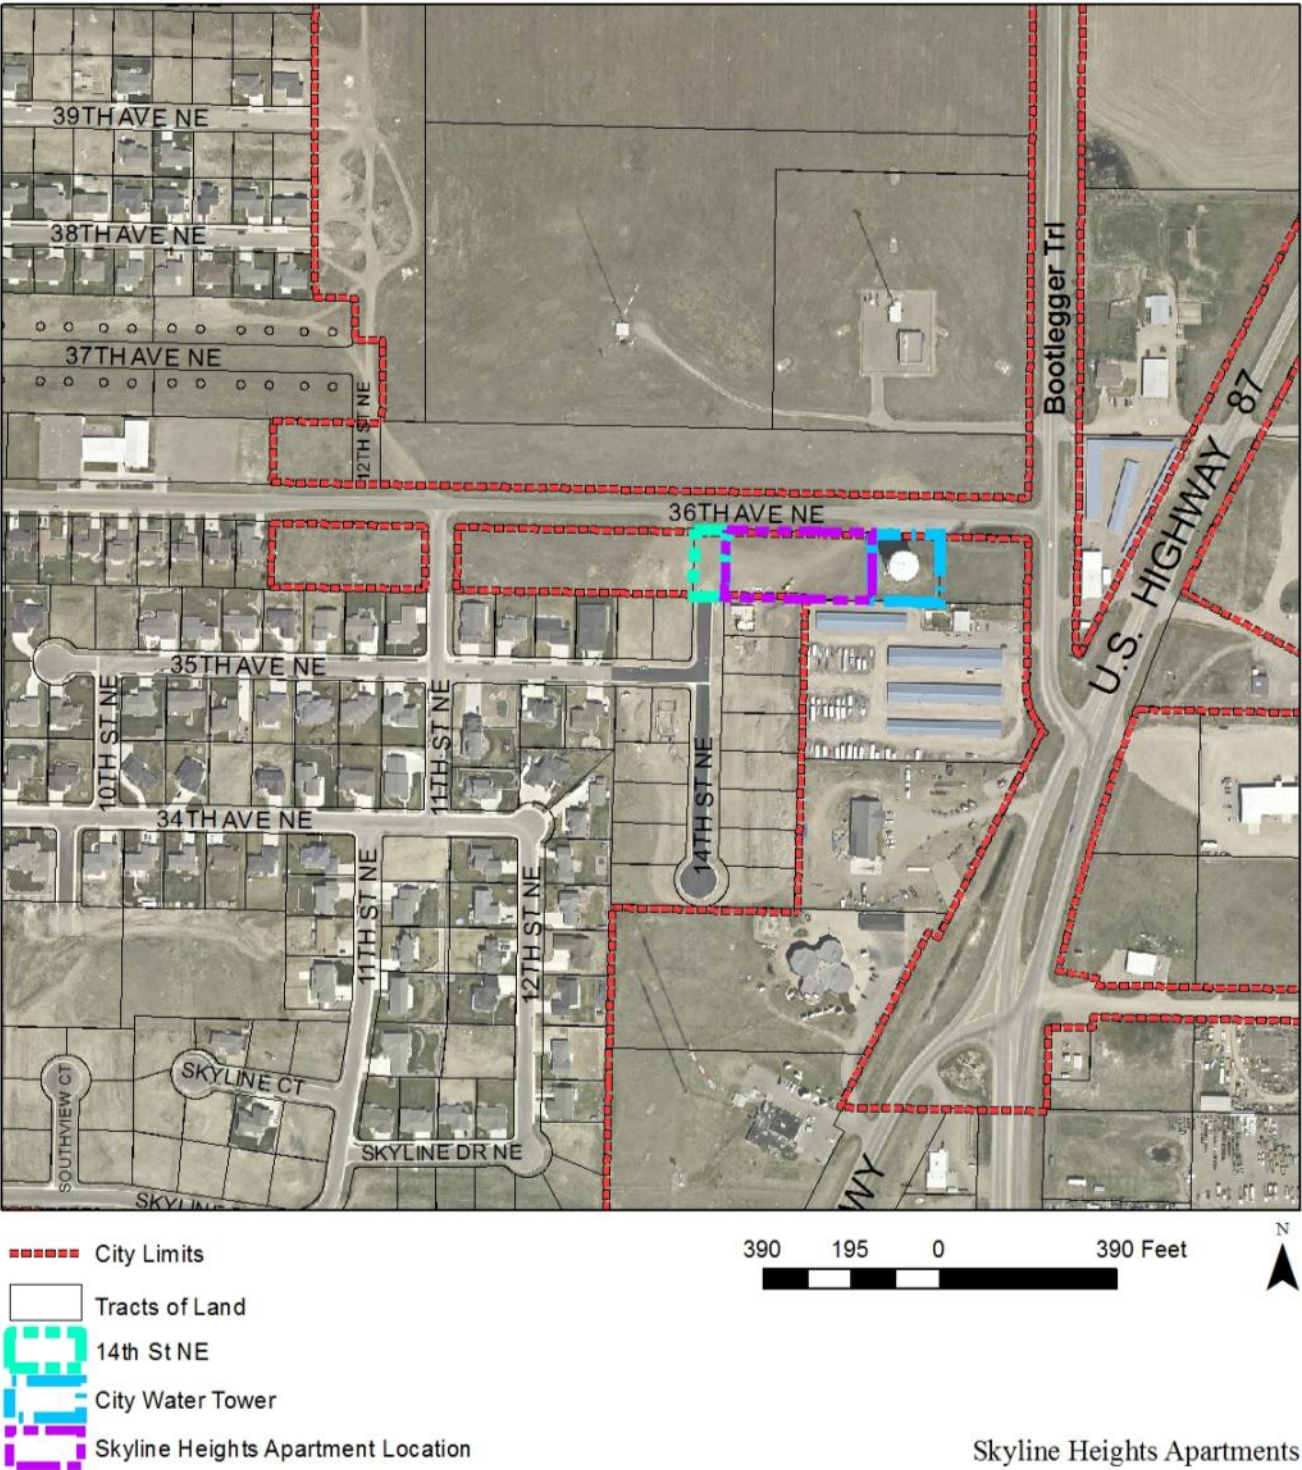 39TH AVE NE
38TH AVE NE
37TH AVE NE
12TH ST NE
Bootlegger Trl
U.S. HIGHWAY 87
36TH AVE NE
35TH AVE NE
10TH ST NE
11TH ST NE
14TH ST NE
34TH AVE NE
11TH ST NE
12TH ST NE
SKYLINE CT
SOUTHVIEW CT
SKYLINE DR NE
SKYLINE
WY
City Limits
390 195 0 390 Feet
N
Tracts of Land
14th St NE
City Water Tower
Skyline Heights Apartment Location
Skyline Heights Apartments